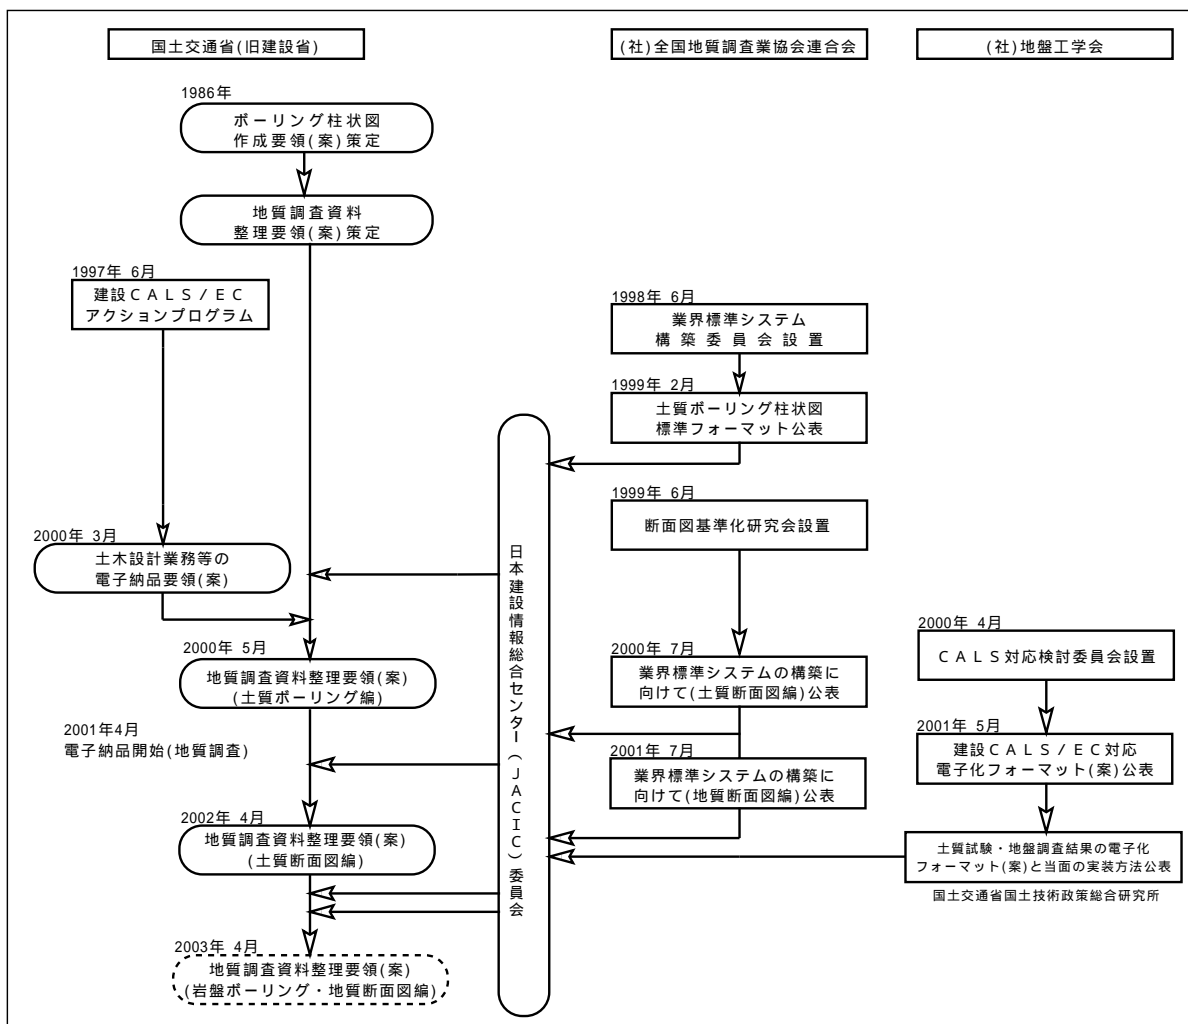 国土交通省(旧建設省)
(社)全国地質調査業協会連合会
(社)地盤工学会
1986年
ボーリング柱状図
作成要領(案)策定
地質調査資料
整理要領(案)策定
1997年 6月
建設CALS/EC
アクションプログラム
2000年 3月
土木設計業務等の
電子納品要領(案)
2000年 5月
地質調査資料整理要領(案)
(土質ボーリング編)
2001年4月
電子納品開始(地質調査)
2002年 4月
地質調査資料整理要領(案)
(土質断面図編)
2003年 4月
地質調査資料整理要領(案)
(岩盤ボーリング・地質断面図編)
日本建設情報総合センター(JACIC)委員会
1998年 6月
業界標準システム
構築委員会設置
1999年 2月
土質ボーリング柱状図
標準フォーマット公表
1999年 6月
断面図基準化研究会設置
2000年 7月
業界標準システムの構築に
向けて(土質断面図編)公表
2001年 7月
業界標準システムの構築に
向けて(地質断面図編)公表
2000年 4月
CALS対応検討委員会設置
2001年 5月
建設CALS/EC対応
電子化フォーマット(案)公表
土質試験・地盤調査結果の電子化
フォーマット(案)と当面の実装方法公表
国土交通省国土技術政策総合研究所